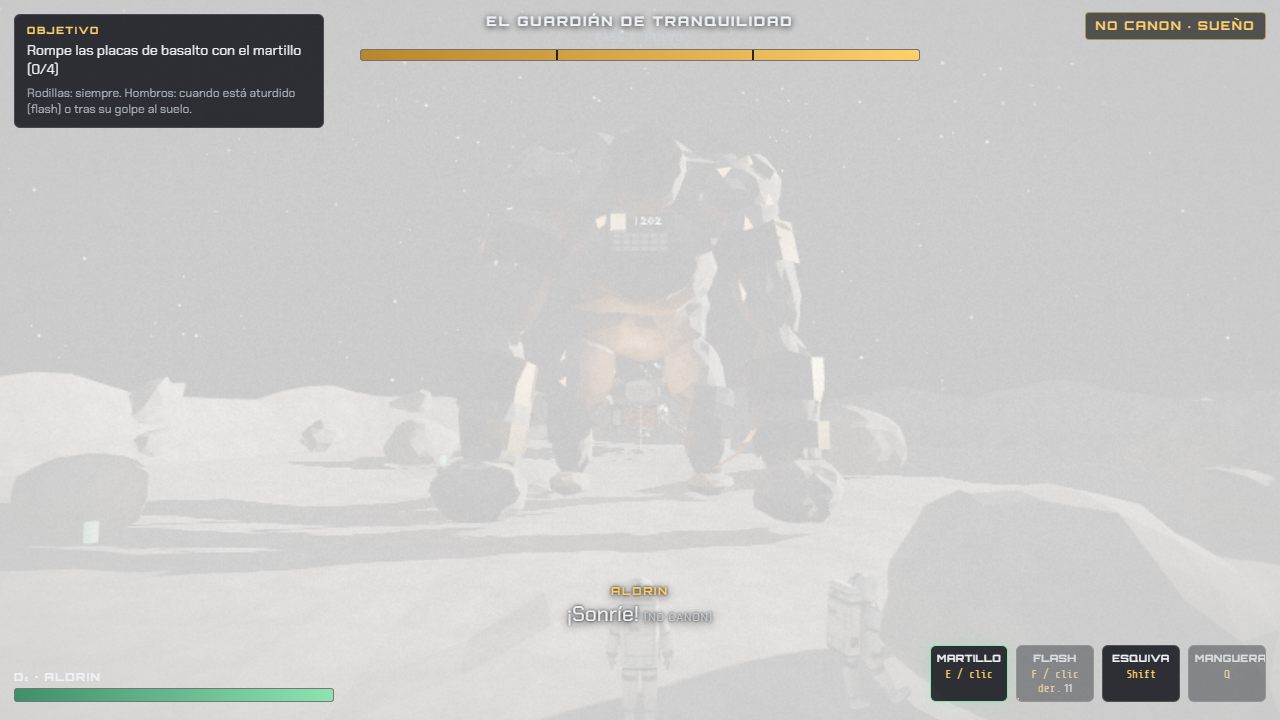 OBJETIVO
Rompe las placas de basalto con el martillo
(0/4)
Rodillas: siempre. Hombros: cuando está aturdido
(flash) o tras su golpe al suelo.
EL GUARDIÁN DE TRANQUILIDAD
NO CANON · SUEÑO
1202
ALDRIN
¡Sonríe! (NO CANON)
O₂ · ALDRIN
MARTILLO
E / clic
FLASH
F / clic
der. 11
ESQUIVA
Shift
MANGUERA
Q